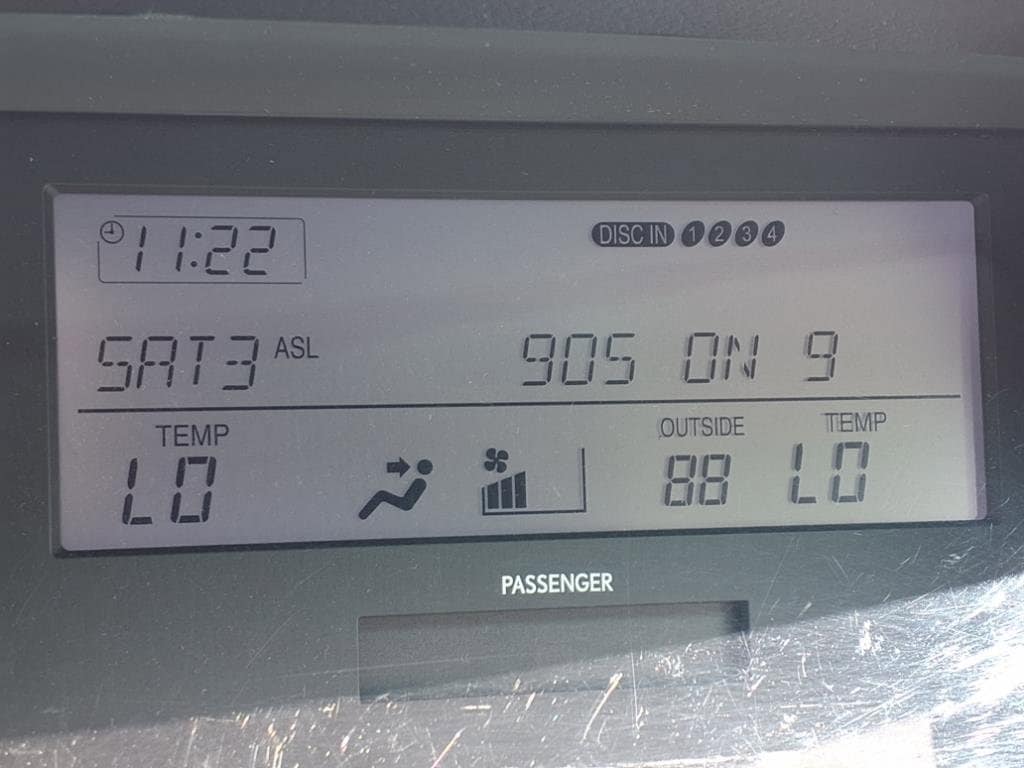 11:22 DISC IN 1 2 3 4
SAT3 ASL 90S ON 9
TEMP OUTSIDE TEMP
LO 88 LO
PASSENGER